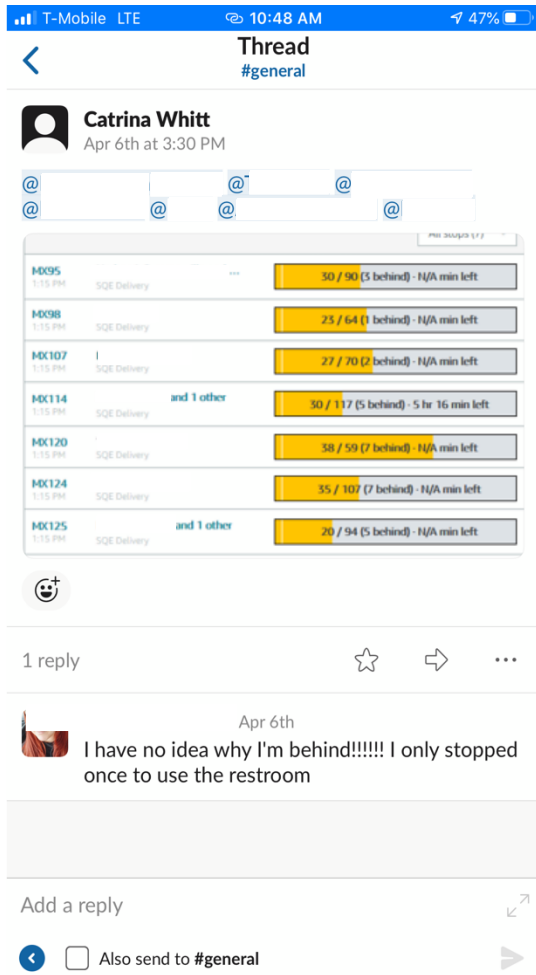 T-Mobile LTE 10:48 AM 47%
Thread
#general
Catrina Whitt
Apr 6th at 3:30 PM
@ @ @
@ @ @ @
All stops (7)
MX95 ... 30 / 90 (3 behind) - N/A min left
1:15 PM SQE Delivery
MX98 23 / 64 (1 behind) - N/A min left
1:15 PM SQE Delivery
MX107 27 / 70 (2 behind) - N/A min left
1:15 PM SQE Delivery
MX114 and 1 other 30 / 117 (5 behind) - 5 hr 16 min left
1:15 PM SQE Delivery
MX120 38 / 59 (7 behind) - N/A min left
1:15 PM SQE Delivery
MX124 35 / 107 (7 behind) - N/A min left
1:15 PM SQE Delivery
MX125 and 1 other 20 / 94 (5 behind) - N/A min left
1:15 PM SQE Delivery
1 reply
Apr 6th
I have no idea why I'm behind!!!!!! I only stopped
once to use the restroom
Add a reply
Also send to #general